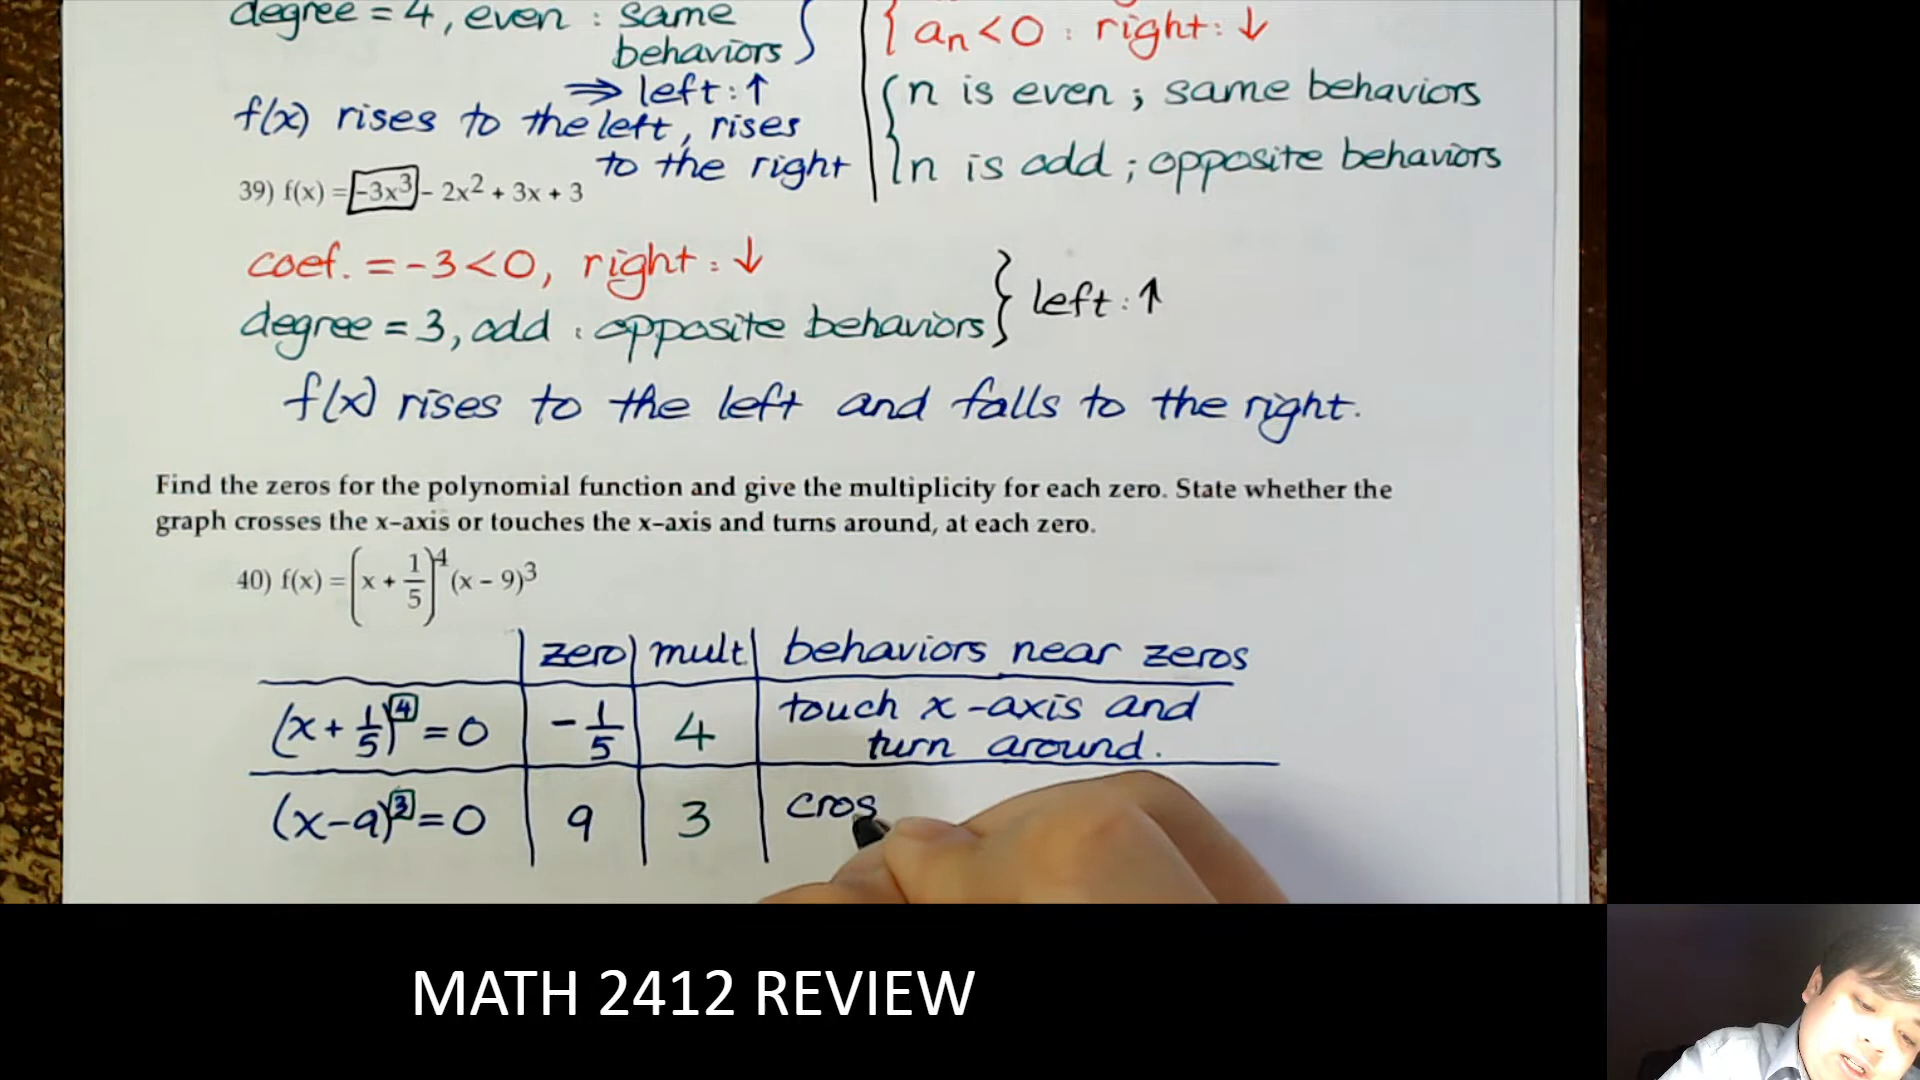 degree = 4, even : same
behaviors
⇒ left: ↑
f(x) rises to the left, rises
to the right
aₙ < 0 : right: ↓
n is even ; same behaviors
n is add ; opposite behaviors
39) f(x) = -3x³ - 2x² + 3x + 3
coef. = -3 < 0, right: ↓
degree = 3, add : opposite behaviors } left: ↑
f(x) rises to the left and falls to the right.
Find the zeros for the polynomial function and give the multiplicity for each zero. State whether the
graph crosses the x-axis or touches the x-axis and turns around, at each zero.
40) f(x) = (x + 1/5)⁴ (x - 9)³
zero mult behaviors near zeros
(x + 1/5)⁴ = 0 -1/5 4 touch x-axis and
turn around.
(x-9)³ = 0 9 3 cros
MATH 2412 REVIEW